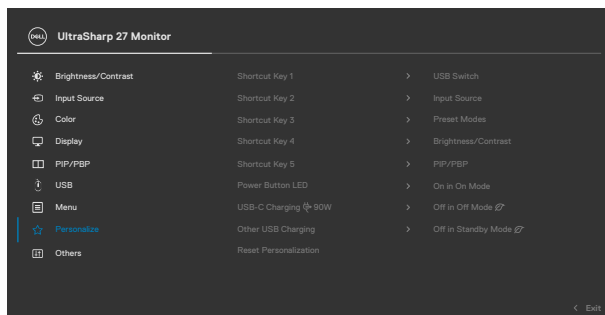 DELL UltraSharp 27 Monitor
Brightness/Contrast Shortcut Key 1 > USB Switch
Input Source Shortcut Key 2 > Input Source
Color Shortcut Key 3 > Preset Modes
Display Shortcut Key 4 > Brightness/Contrast
PIP/PBP Shortcut Key 5 > PIP/PBP
USB Power Button LED > On in On Mode
Menu USB-C Charging 90W > Off in Off Mode
Personalize Other USB Charging > Off in Standby Mode
Others Reset Personalization
< Exit